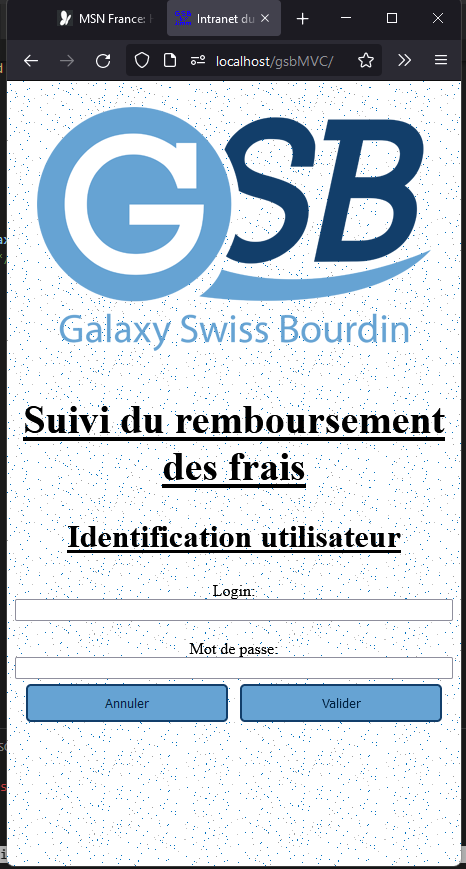 MSN France:
Intranet du
localhost/gsbMVC/
GSB
Galaxy Swiss Bourdin
Suivi du remboursement
des frais
Identification utilisateur
Login:
Mot de passe:
Annuler
Valider